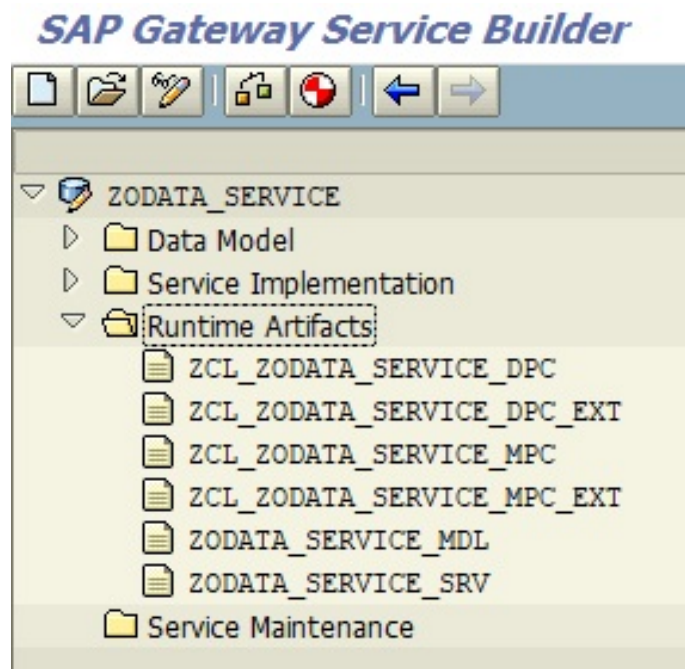 SAP Gateway Service Builder
ZODATA_SERVICE
Data Model
Service Implementation
Runtime Artifacts
ZCL_ZODATA_SERVICE_DPC
ZCL_ZODATA_SERVICE_DPC_EXT
ZCL_ZODATA_SERVICE_MPC
ZCL_ZODATA_SERVICE_MPC_EXT
ZODATA_SERVICE_MDL
ZODATA_SERVICE_SRV
Service Maintenance